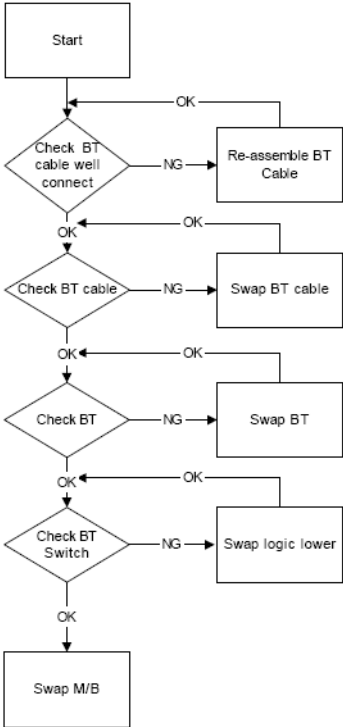 Start
OK
Check BT
cable well
connect
NG
Re-assemble BT
Cable
OK
OK
Check BT cable
NG
Swap BT cable
OK
OK
Check BT
NG
Swap BT
OK
OK
Check BT
Switch
NG
Swap logic lower
OK
Swap M/B